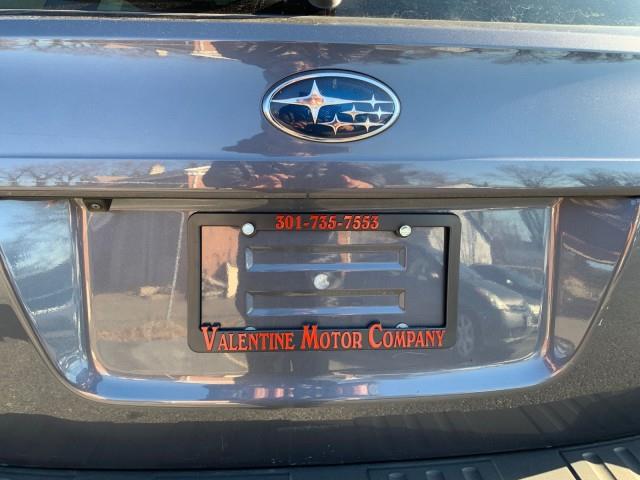 301-735-7553
VALENTINE MOTOR COMPANY